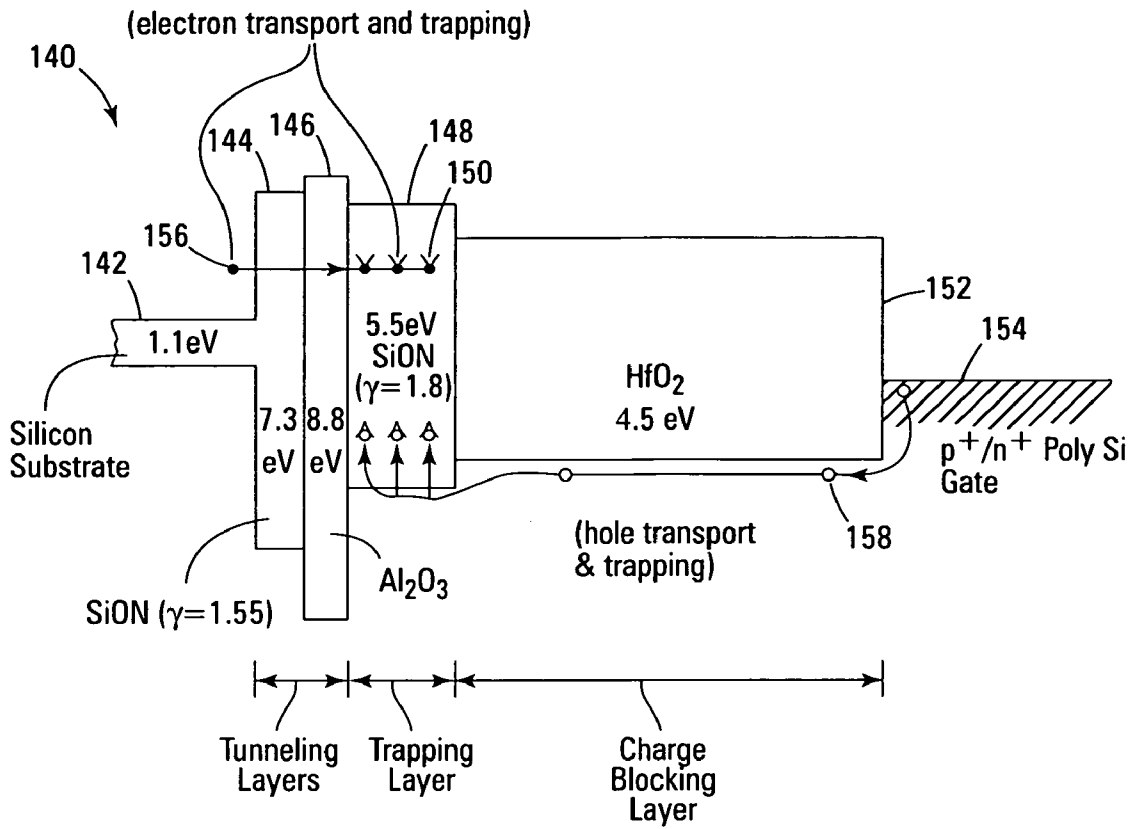 (electron transport and trapping)
140
146
144
148
150
156
142
152
154
1.1eV
5.5eV
SiON
(γ=1.8)
HfO2
4.5 eV
7.3
eV
8.8
eV
Silicon
Substrate
p+/n+ Poly Si
Gate
158
(hole transport
& trapping)
Al2O3
SiON (γ=1.55)
Tunneling
Layers
Trapping
Layer
Charge
Blocking
Layer